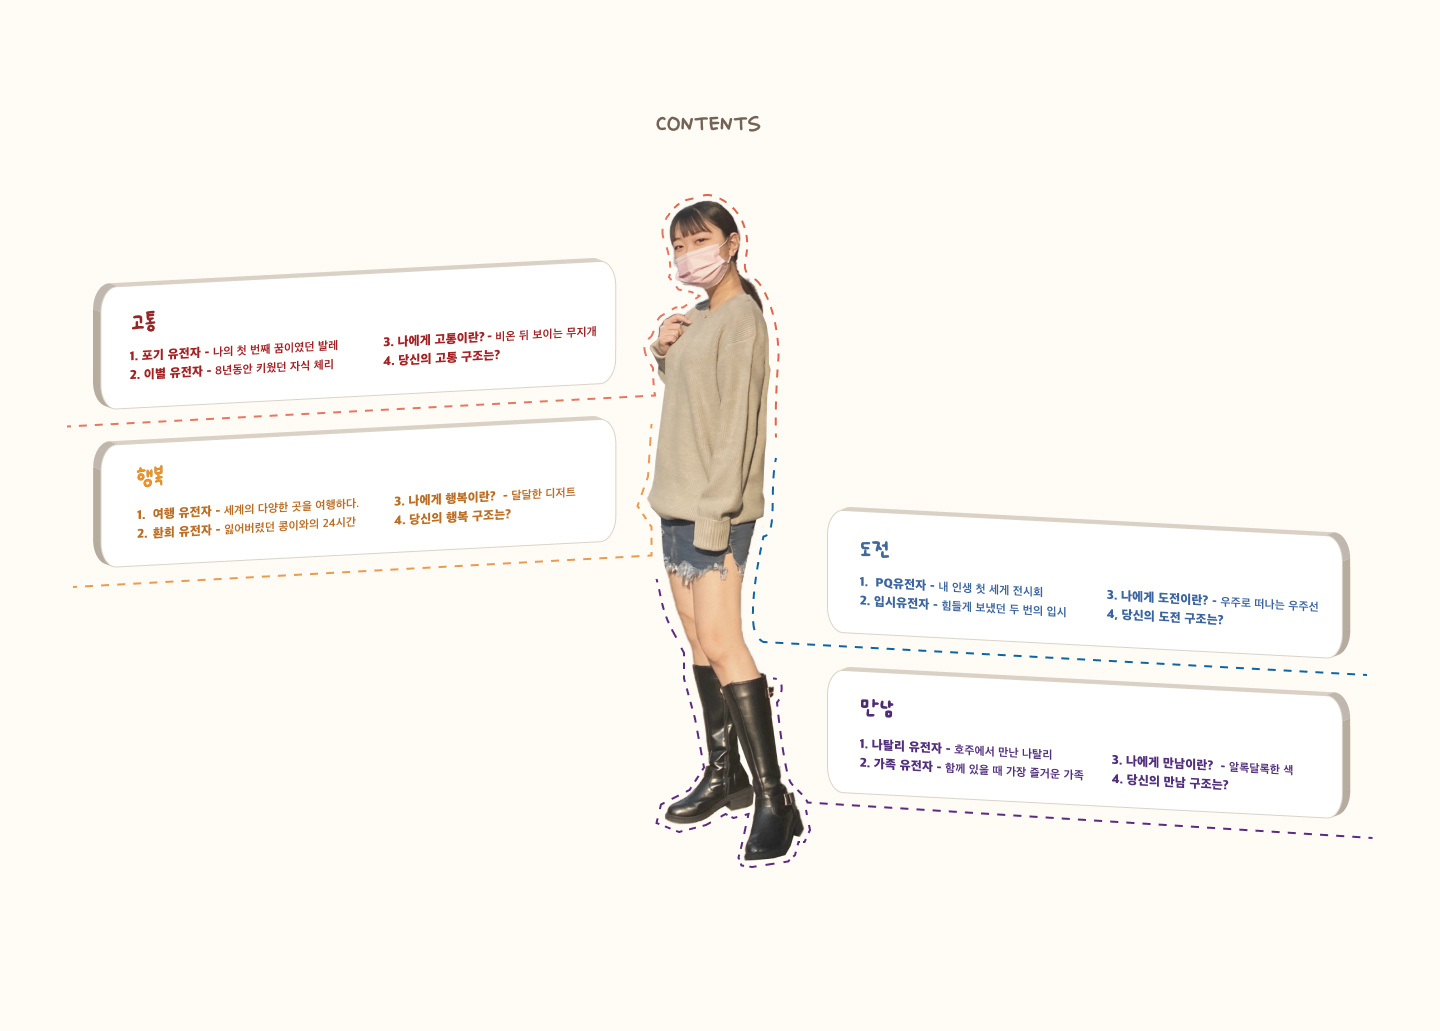 CONTENTS
고통
1. 포기 유전자 - 나의 첫 번째 꿈이였던 발레
2. 이별 유전자 - 8년동안 키웠던 자식 체리
3. 나에게 고통이란? - 비온 뒤 보이는 무지개
4. 당신의 고통 구조는?
행복
1. 여행 유전자 - 세계의 다양한 곳을 여행하다.
2. 환희 유전자 - 잃어버렸던 콩이와의 24시간
3. 나에게 행복이란? - 달달한 디저트
4. 당신의 행복 구조는?
도전
1. PQ유전자 - 내 인생 첫 세계 전시회
2. 입시유전자 - 힘들게 보냈던 두 번의 입시
3. 나에게 도전이란? - 우주로 떠나는 우주선
4, 당신의 도전 구조는?
만남
1. 나탈리 유전자 - 호주에서 만난 나탈리
2. 가족 유전자 - 함께 있을 때 가장 즐거운 가족
3. 나에게 만남이란? - 알록달록한 색
4. 당신의 만남 구조는?